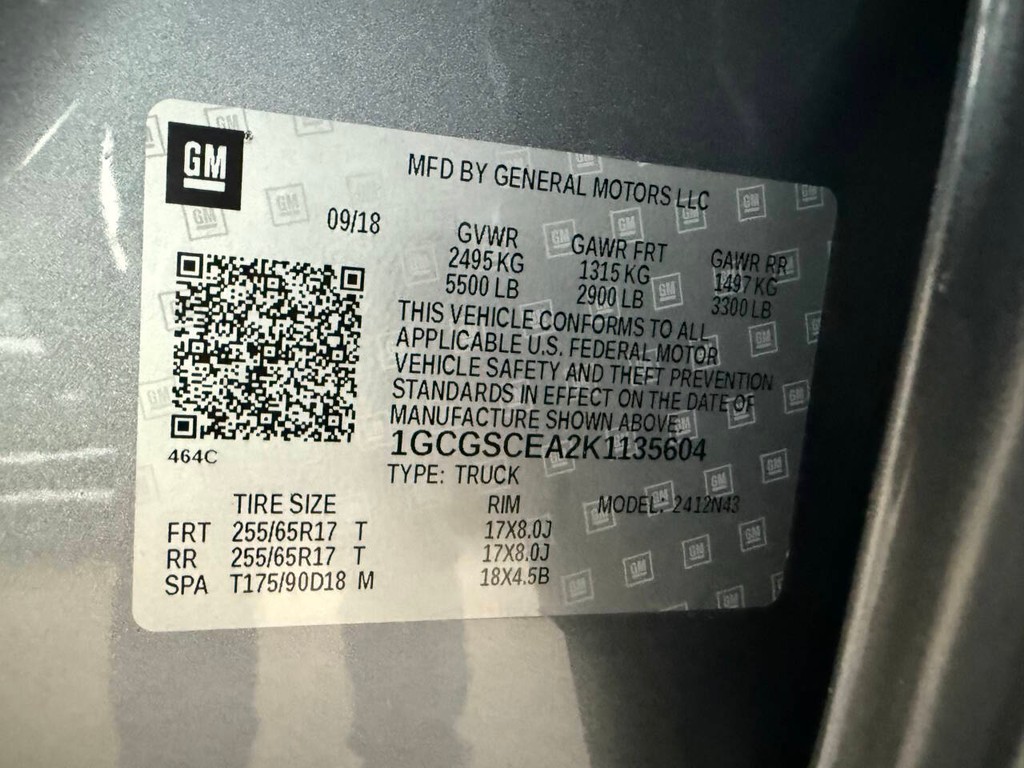 GM
MFD BY GENERAL MOTORS LLC
09/18
GVWR GAWR FRT GAWR RR
2495 KG 1315 KG 1497 KG
5500 LB 2900 LB 3300 LB
THIS VEHICLE CONFORMS TO ALL
APPLICABLE U.S. FEDERAL MOTOR
VEHICLE SAFETY AND THEFT PREVENTION
STANDARDS IN EFFECT ON THE DATE OF
MANUFACTURE SHOWN ABOVE.
1GCGSCEA2K1135604
464C
TYPE: TRUCK
TIRE SIZE RIM MODEL: 2412N43
FRT 255/65R17 T 17X8.0J
RR 255/65R17 T 17X8.0J
SPA T175/90D18 M 18X4.5B